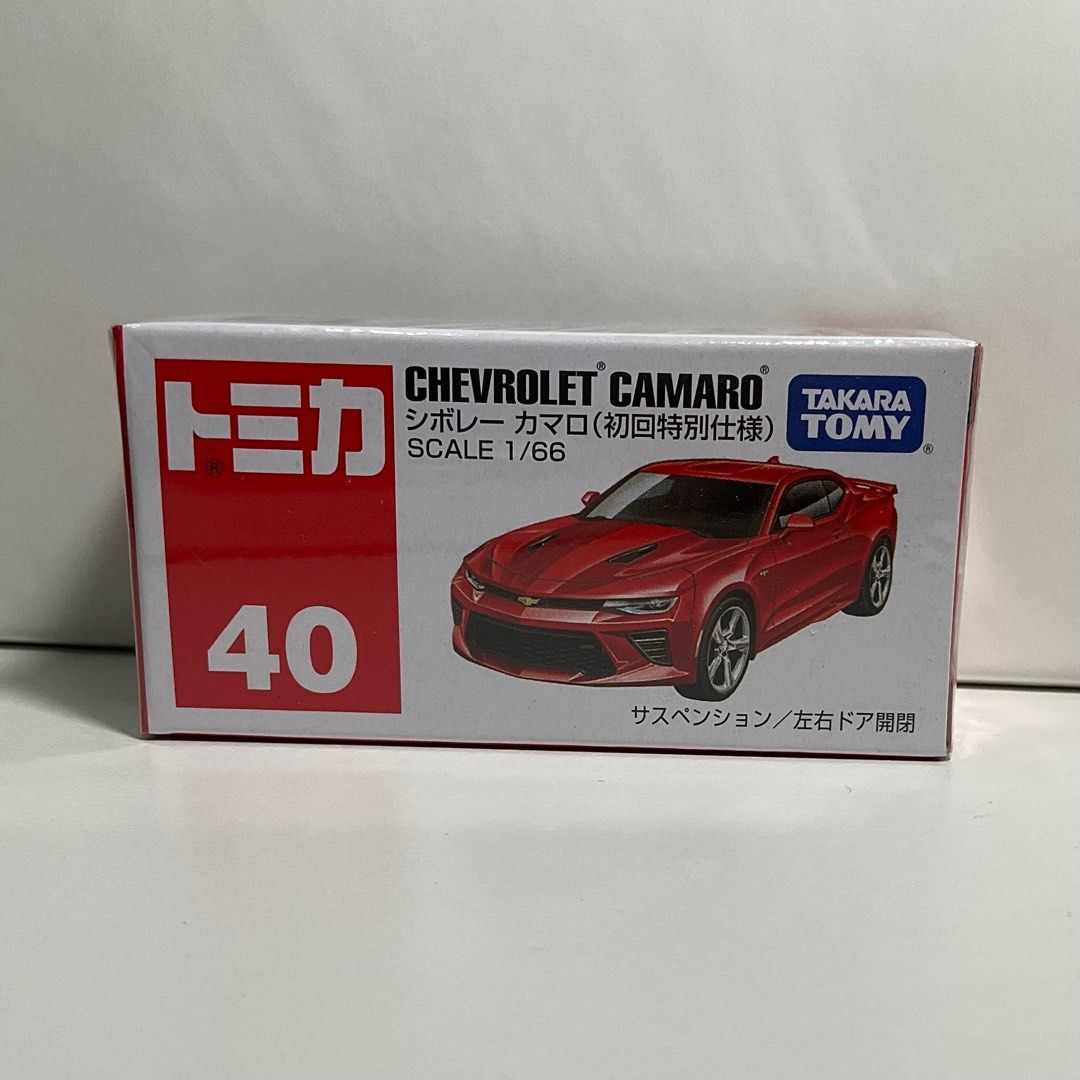 トミカ®
40
CHEVROLET® CAMARO®
シボレー カマロ(初回特別仕様)
SCALE 1/66
TAKARA
TOMY®
サスペンション/左右ドア開閉